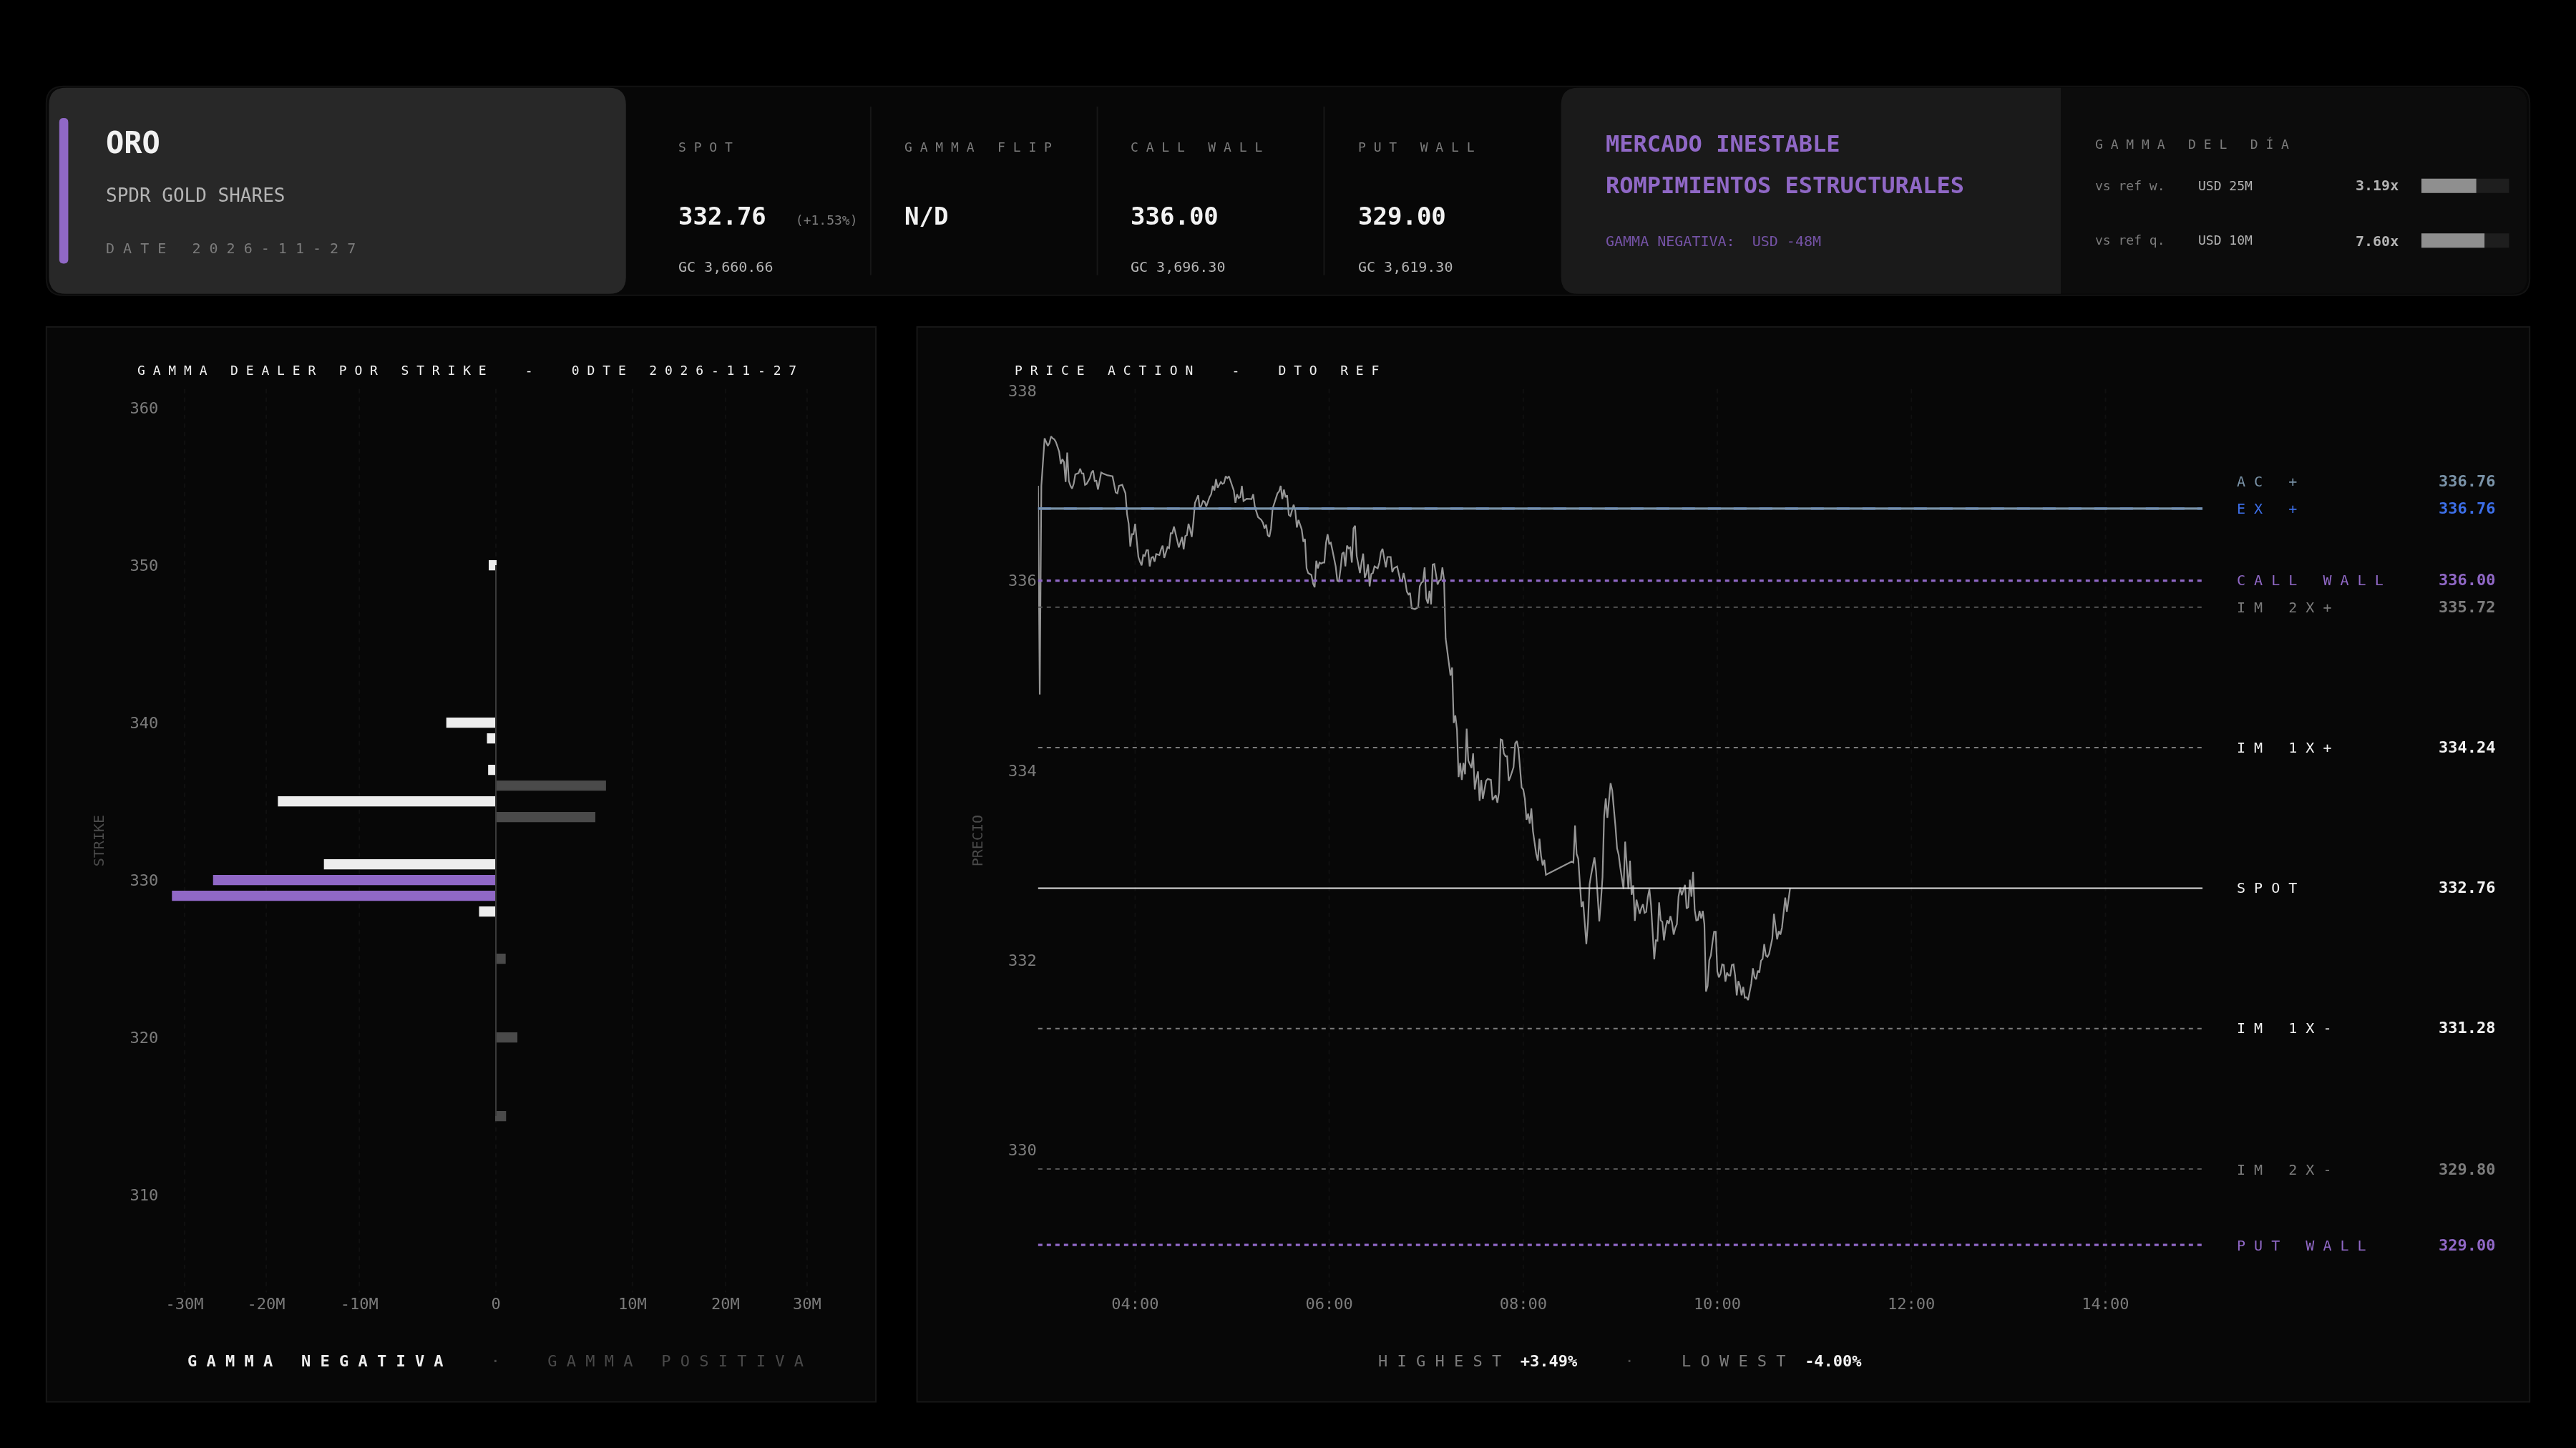 ORO
SPDR GOLD SHARES
DATE 2026-11-27
SPOT
332.76 (+1.53%)
GC 3,660.66
GAMMA FLIP
N/D
CALL WALL
336.00
GC 3,696.30
PUT WALL
329.00
GC 3,619.30
MERCADO INESTABLE
ROMPIMIENTOS ESTRUCTURALES
GAMMA NEGATIVA: USD -48M
GAMMA DEL DÍA
vs ref w. USD 25M 3.19x
vs ref q. USD 10M 7.60x
GAMMA DEALER POR STRIKE - 0DTE 2026-11-27
360
350
340
330
320
310
STRIKE
-30M -20M -10M 0 10M 20M 30M
GAMMA NEGATIVA · GAMMA POSITIVA
PRICE ACTION - DTO REF
338
336
334
332
330
PRECIO
AC + 336.76
EX + 336.76
CALL WALL 336.00
IM 2X+ 335.72
IM 1X+ 334.24
SPOT 332.76
IM 1X- 331.28
IM 2X- 329.80
PUT WALL 329.00
04:00 06:00 08:00 10:00 12:00 14:00
HIGHEST +3.49% · LOWEST -4.00%